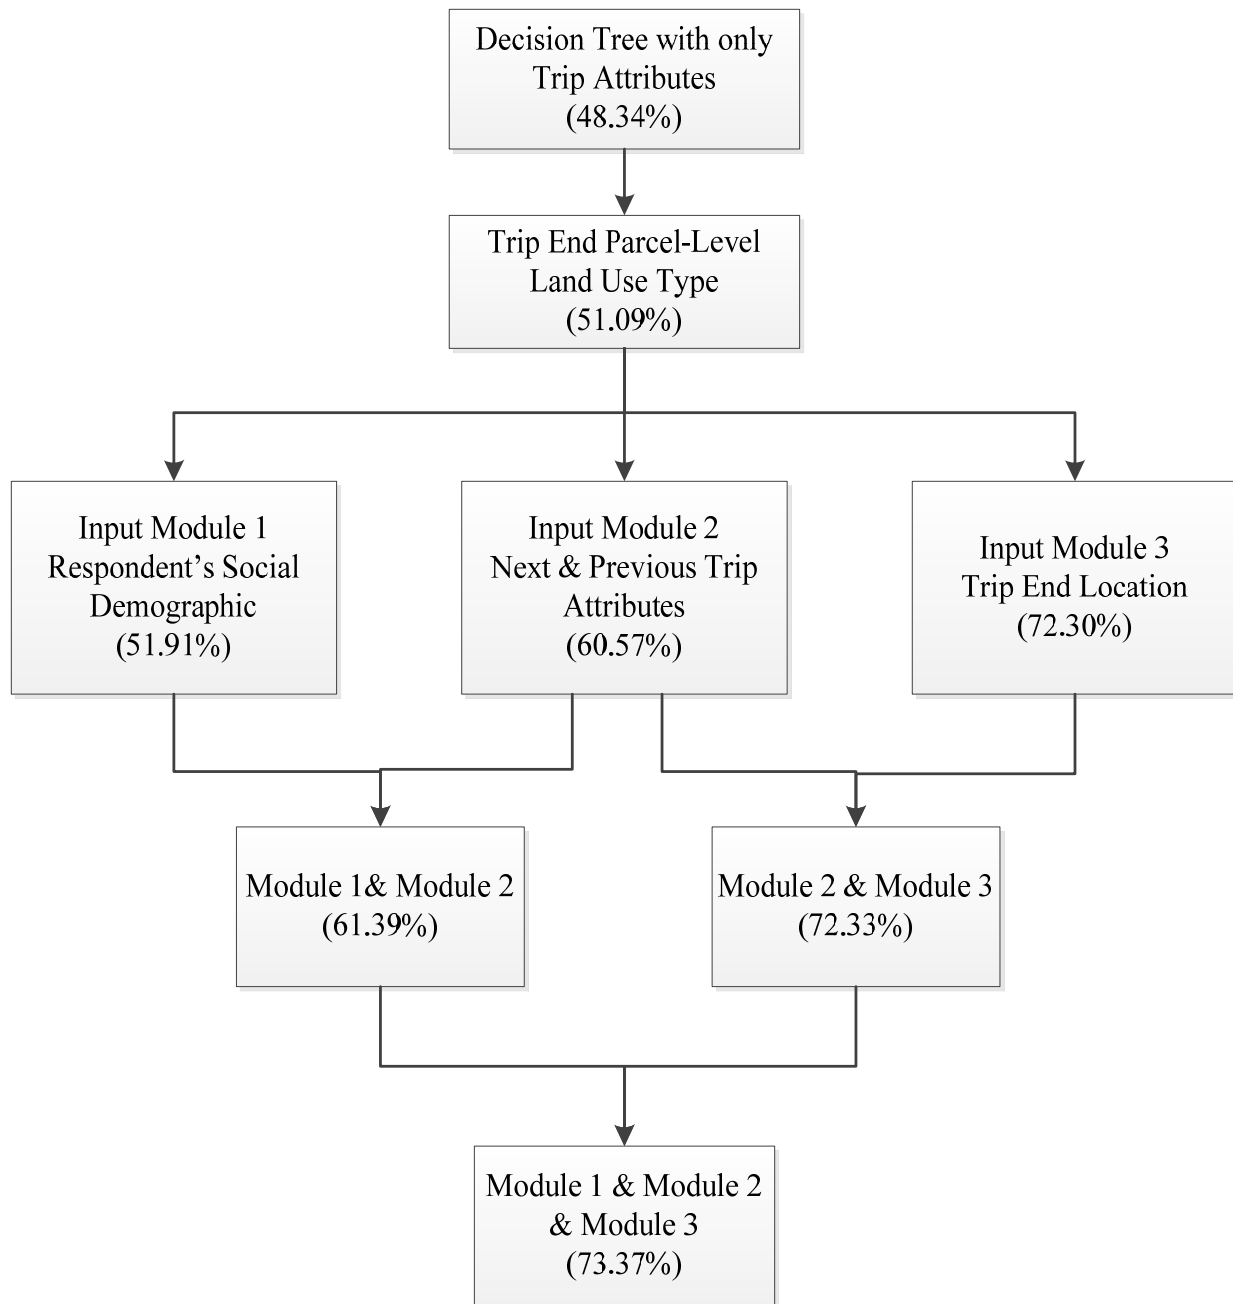 Decision Tree with only
Trip Attributes
(48.34%)
Trip End Parcel-Level
Land Use Type
(51.09%)
Input Module 1
Respondent’s Social
Demographic
(51.91%)
Input Module 2
Next & Previous Trip
Attributes
(60.57%)
Input Module 3
Trip End Location
(72.30%)
Module 1& Module 2
(61.39%)
Module 2 & Module 3
(72.33%)
Module 1 & Module 2
& Module 3
(73.37%)